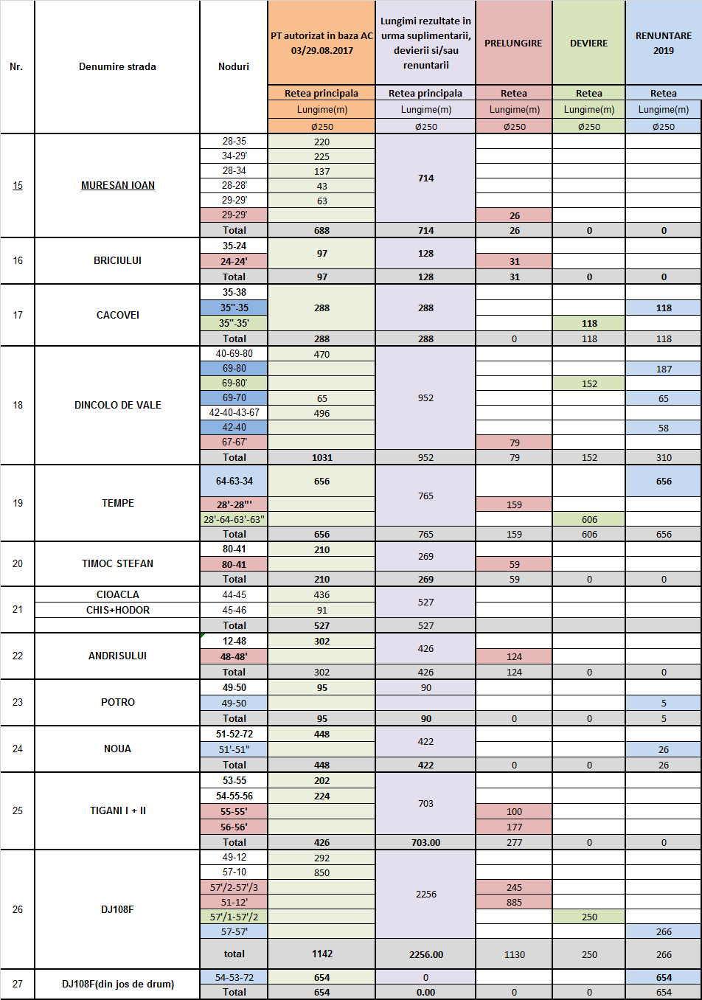 Nr. Denumire strada Noduri PT autorizat in baza AC 03/29.08.2017 Lungimi rezultate in urma suplimentarii, devierii si/sau renuntarii PRELUNGIRE DEVIERE RENUNTARE 2019
Retea principala Retea principala Retea Retea Retea
Lungime(m) Lungime(m) Lungime(m) Lungime(m) Lungime(m)
Ø250 Ø250 Ø250 Ø250 Ø250
15 MURESAN IOAN 714
28-35 220
34-29' 225
28-34 137
28-28' 43
29-29' 63
29-29' 26
Total 688 714 26 0 0
16 BRICIULUI 97 128
35-24
24-24' 31
Total 97 128 31 0 0
17 CACOVEI 288 288
35-38
35"-35 118
35"-35' 118
Total 288 288 0 118 118
18 DINCOLO DE VALE 952
40-69-80 470
69-80 187
69-80' 152
69-70 65 65
42-40-43-67 496
42-40 58
67-67' 79
Total 1031 952 79 152 310
19 TEMPE 765
64-63-34 656 656
28'-28"' 159
28'-64-63'-63" 606
Total 656 765 159 606 656
20 TIMOC STEFAN 269
80-41 210
80-41 59
Total 210 269 59 0 0
21 527
CIOACLA 44-45 436
CHIS+HODOR 45-46 91
Total 527 527
22 ANDRISULUI 426
12-48 302
48-48' 124
Total 302 426 124 0 0
23 POTRO
49-50 95 90
49-50 5
Total 95 90 0 0 5
24 NOUA 422
51-52-72 448
51'-51" 26
Total 448 422 0 0 26
25 TIGANI I + II 703
53-55 202
54-55-56 224
55-55' 100
56-56' 177
Total 426 703.00 277 0 0
26 DJ108F 2256
49-12 292
57-10 850
57'/2-57'/3 245
51-12' 885
57'/1-57'/2 250
57-57' 266
total 1142 2256.00 1130 250 266
27 DJ108F(din jos de drum)
54-53-72 654 0 654
Total 654 0.00 0 0 654